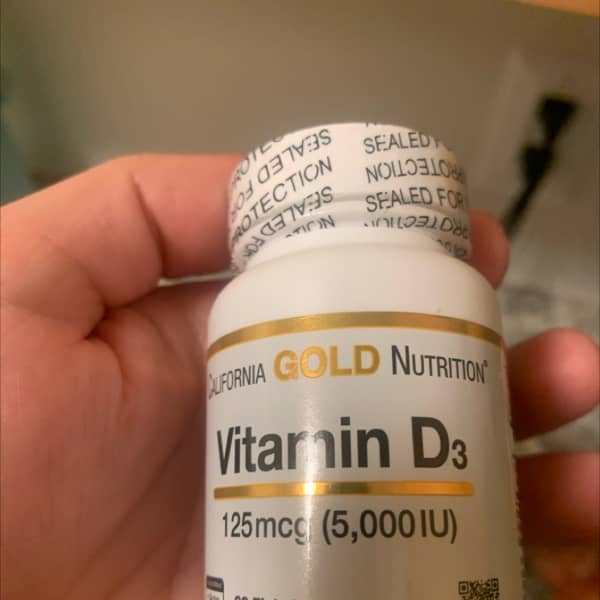 SEALED FOR
PROTECTION
SEALED FOR
PROTECTION
CALIFORNIA GOLD NUTRITION®
Vitamin D3
125 mcg (5,000 IU)